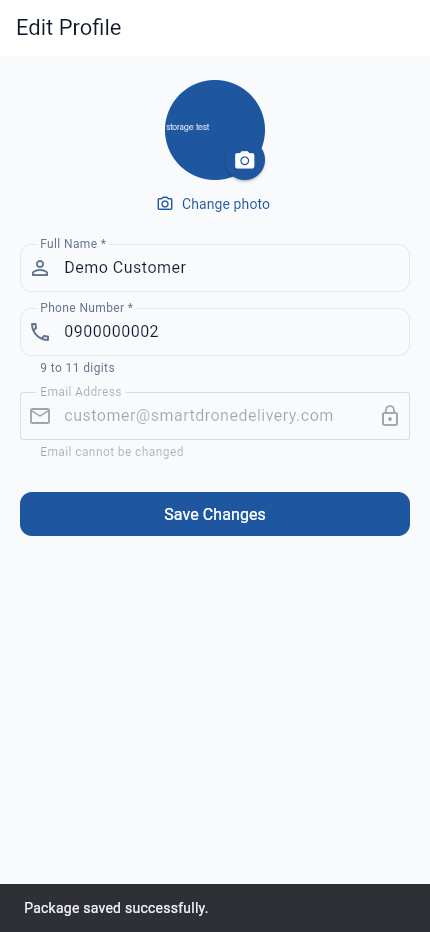 Edit Profile
storage test
Change photo
Full Name *
Demo Customer
Phone Number *
0900000002
9 to 11 digits
Email Address
customer@smartdronedelivery.com
Email cannot be changed
Save Changes
Package saved successfully.